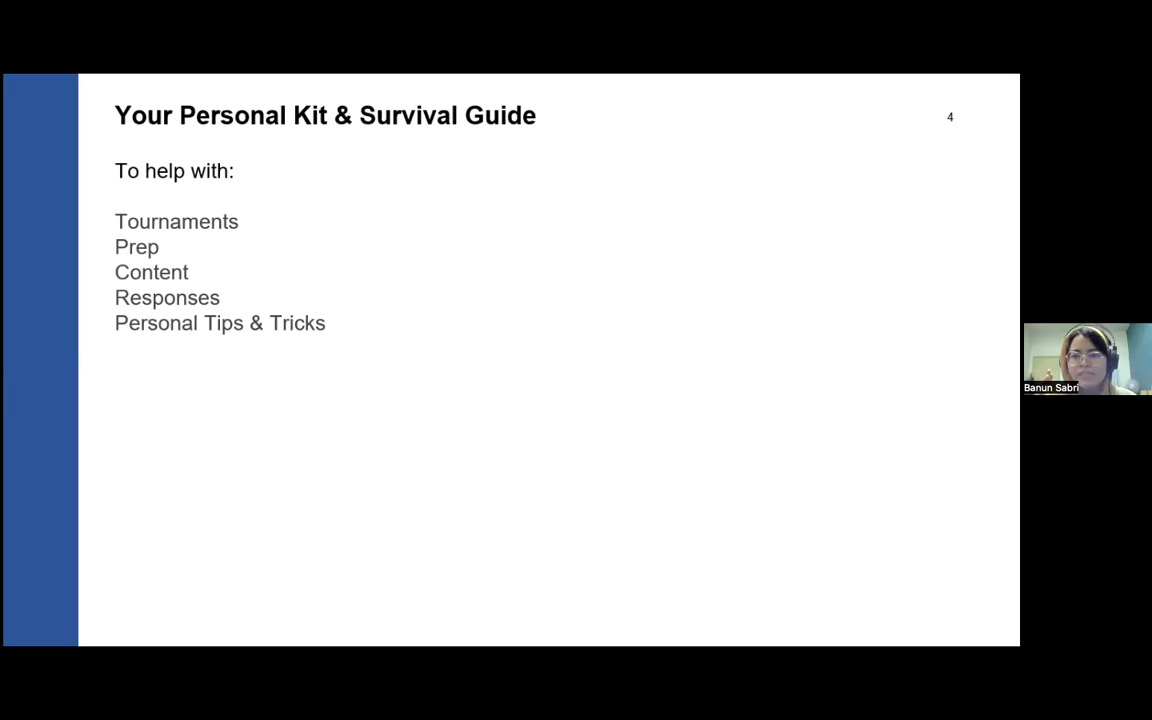 Your Personal Kit & Survival Guide
4
To help with:
Tournaments
Prep
Content
Responses
Personal Tips & Tricks
Banun Sabri